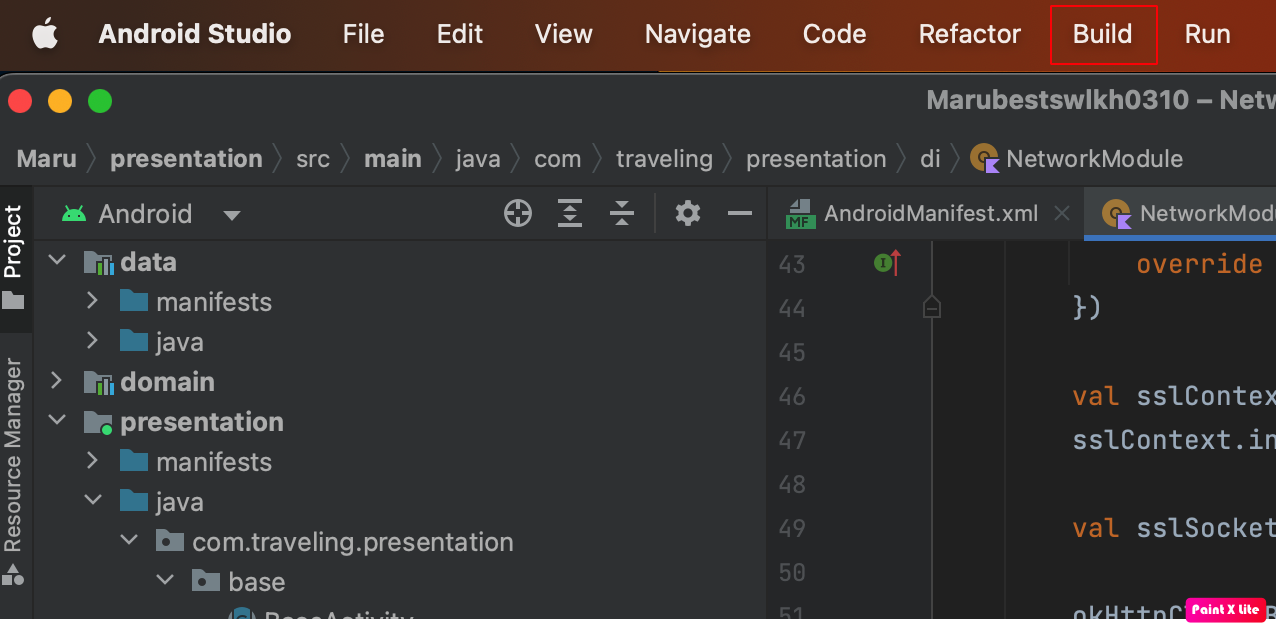 Android Studio File Edit View Navigate Code Refactor Build Run
Marubestswlkh0310 – Netw
Maru presentation src main java com traveling presentation di NetworkModule
Project
Resource Manager
Android
MF AndroidManifest.xml
NetworkModu
data
manifests
java
domain
presentation
manifests
java
com.traveling.presentation
base
BaseActivity
43 override
44 })
45
46 val sslContex
47 sslContext.in
48
49 val sslSocket
50
51
Paint X Lite